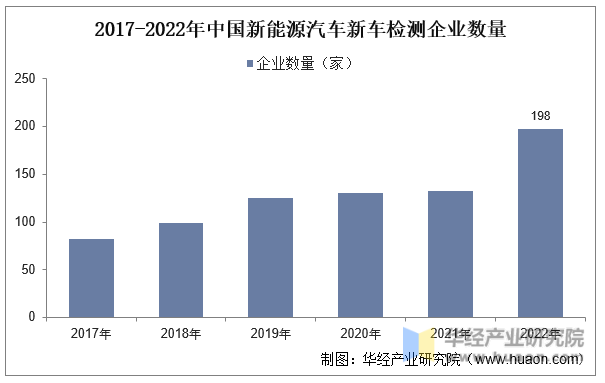 2017-2022年中国新能源汽车新车检测企业数量
企业数量（家）
250
200
150
100
50
0
198
2017年 2018年 2019年 2020年 2021年 2022年
华经产业研究院
制图：华经产业研究院（www.huaon.com）